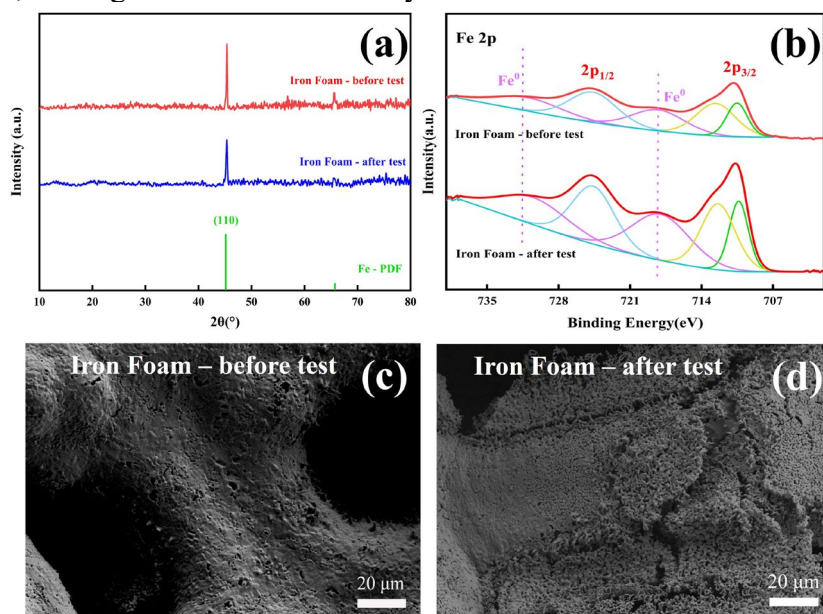 (a)
Iron Foam - before test
Iron Foam - after test
(110)
Fe - PDF
Intensity (a.u.)
10 20 30 40 50 60 70 80
2θ(°)
Fe 2p
(b)
Fe⁰
2p₁/₂
Fe⁰
2p₃/₂
Iron Foam - before test
Iron Foam - after test
Intensity(a.u.)
735 728 721 714 707
Binding Energy(eV)
Iron Foam – before test
(c)
20 μm
Iron Foam – after test
(d)
20 μm